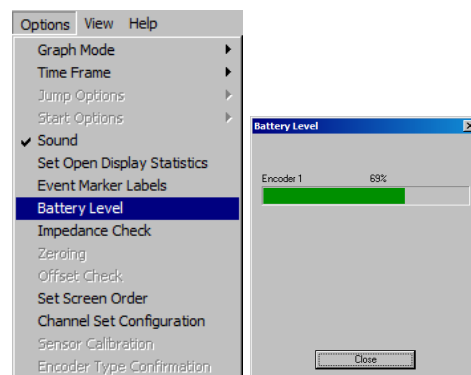 Options View Help
Graph Mode
Time Frame
Jump Options
Start Options
Sound
Set Open Display Statistics
Event Marker Labels
Battery Level
Impedance Check
Zeroing
Offset Check
Set Screen Order
Channel Set Configuration
Sensor Calibration
Encoder Type Confirmation
Battery Level
Encoder 1 69%
Close